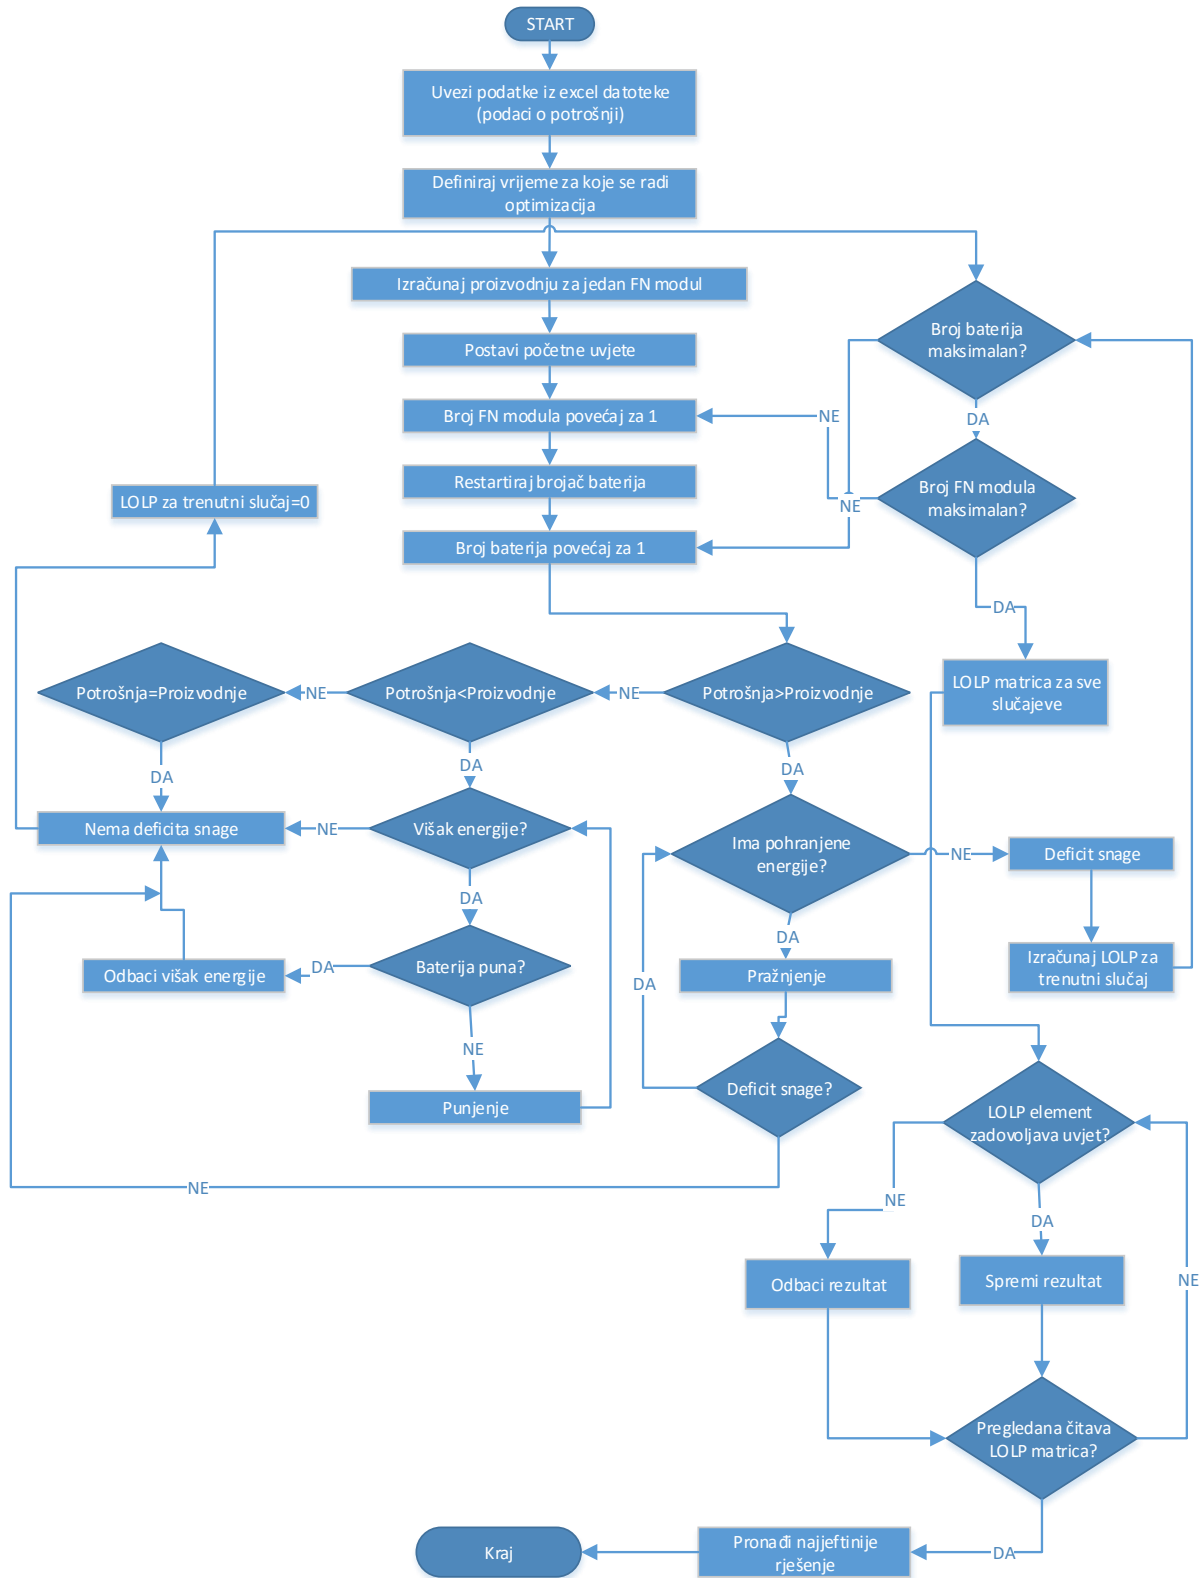 START
Uvezi podatke iz excel datoteke
(podaci o potrošnji)
Definiraj vrijeme za koje se radi
optimizacija
Izračunaj proizvodnju za jedan FN modul
Postavi početne uvjete
Broj baterija
maksimalan?
Broj FN modula povećaj za 1
NE
DA
Restartiraj brojač baterija
Broj FN modula
maksimalan?
LOLP za trenutni slučaj=0
NE
Broj baterija povećaj za 1
DA
Potrošnja=Proizvodnje
NE
Potrošnja<Proizvodnje
NE
Potrošnja>Proizvodnje
LOLP matrica za sve
slučajeve
DA
DA
DA
Nema deficita snage
NE
Višak energije?
Ima pohranjene
energije?
NE
Deficit snage
DA
DA
Odbaci višak energije
DA
Baterija puna?
DA
Pražnjenje
Izračunaj LOLP za
trenutni slučaj
NE
Punjenje
Deficit snage?
LOLP element
zadovoljava uvjet?
NE
NE
DA
Odbaci rezultat
Spremi rezultat
NE
Pregledana čitava
LOLP matrica?
Kraj
Pronađi najjeftinije
rješenje
DA